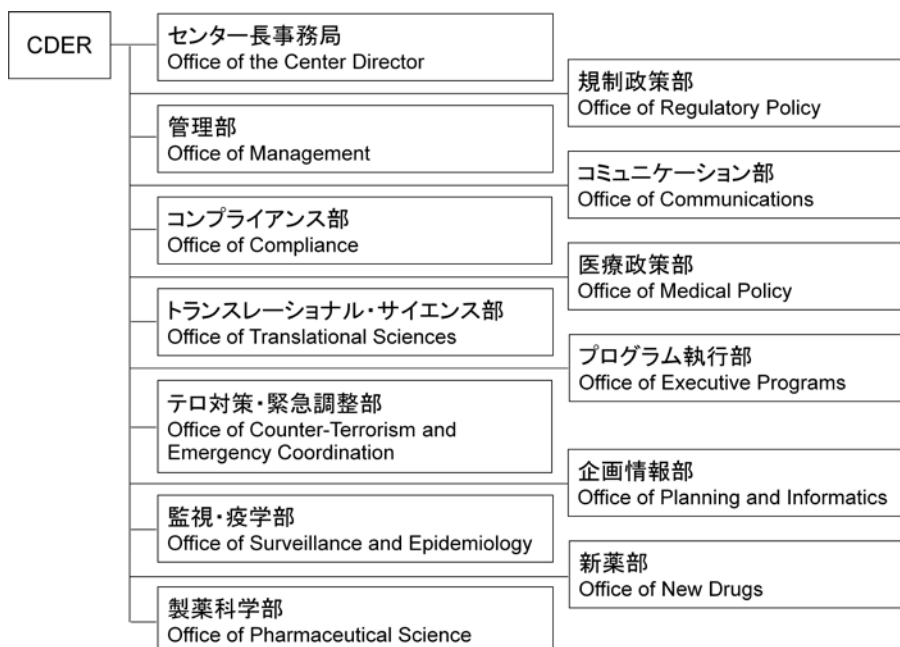 CDER
センター長事務局
Office of the Center Director
規制政策部
Office of Regulatory Policy
管理部
Office of Management
コミュニケーション部
Office of Communications
コンプライアンス部
Office of Compliance
医療政策部
Office of Medical Policy
トランスレーショナル・サイエンス部
Office of Translational Sciences
プログラム執行部
Office of Executive Programs
テロ対策・緊急調整部
Office of Counter-Terrorism and
Emergency Coordination
企画情報部
Office of Planning and Informatics
監視・疫学部
Office of Surveillance and Epidemiology
新薬部
Office of New Drugs
製薬科学部
Office of Pharmaceutical Science